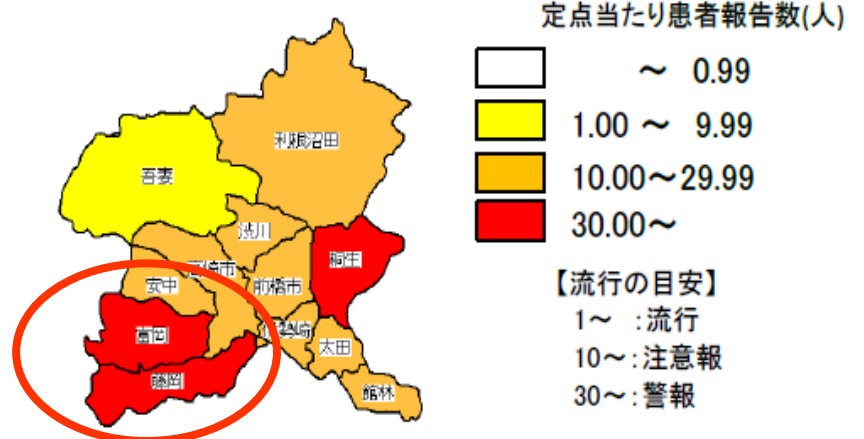 定点当たり患者報告数(人)
～ 0.99
1.00 ～ 9.99
10.00～29.99
30.00～
【流行の目安】
1～ :流行
10～:注意報
30～:警報
利根沼田
吾妻
渋川
桐生
高崎市
安中
前橋市
伊勢崎
富岡
太田
藤岡
館林